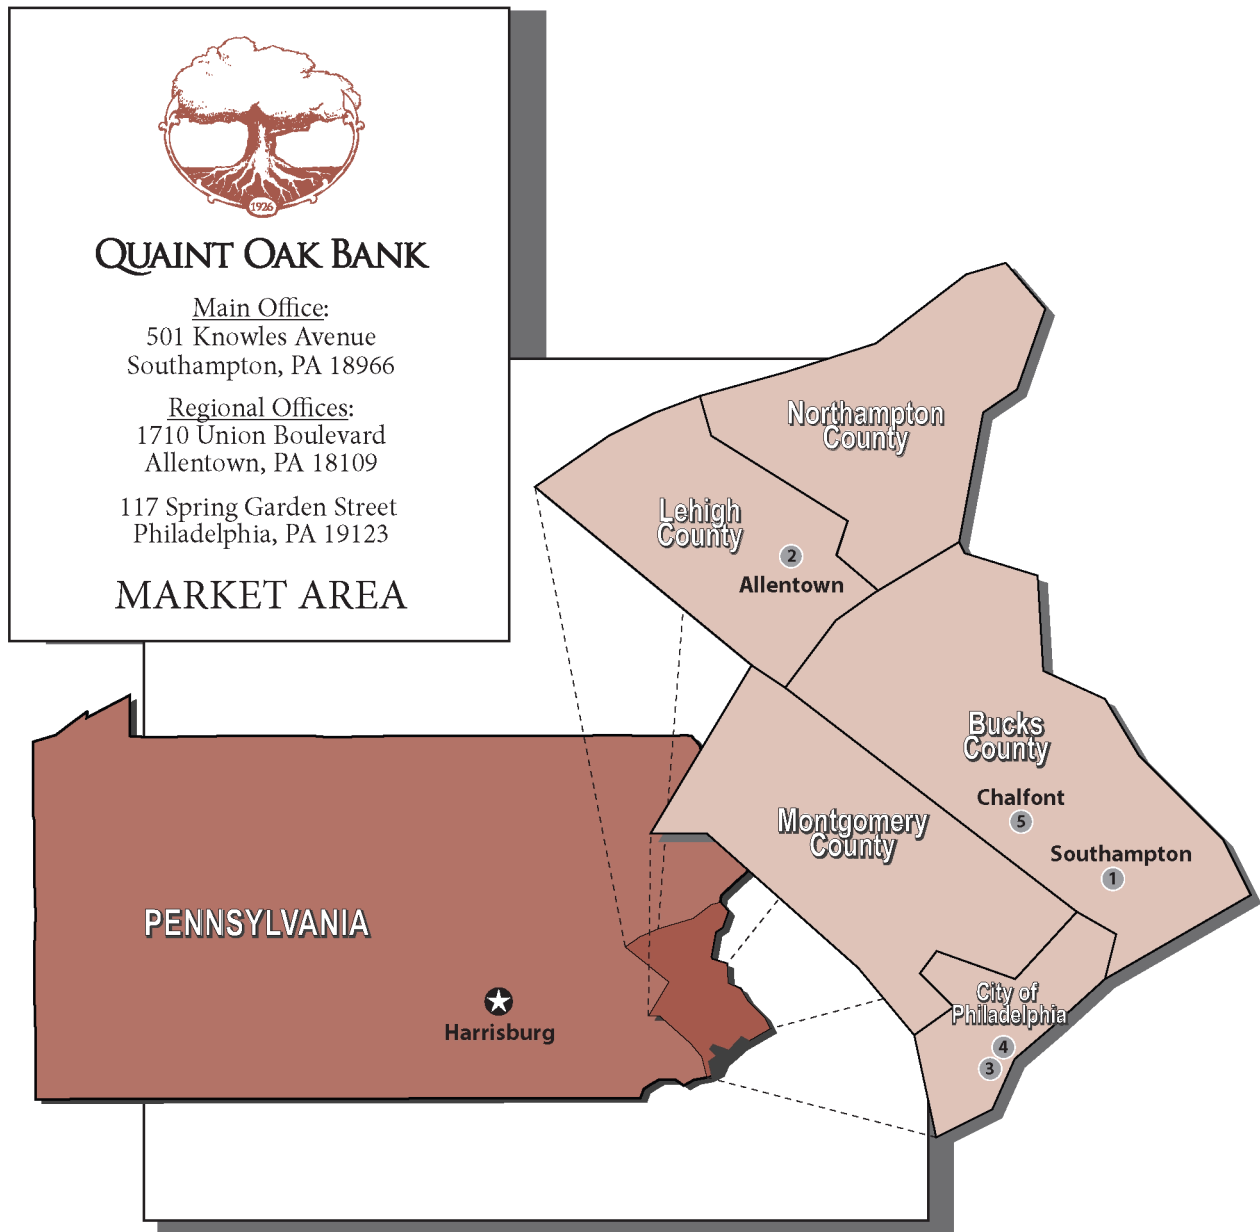 1926
QUAINT OAK BANK
Main Office:
501 Knowles Avenue
Southampton, PA 18966
Regional Offices:
1710 Union Boulevard
Allentown, PA 18109
117 Spring Garden Street
Philadelphia, PA 19123
MARKET AREA
Northampton
County
Lehigh
County
2
Allentown
Bucks
County
Chalfont
5
Southampton
1
Montgomery
County
City of
Philadelphia
4
3
PENNSYLVANIA
Harrisburg